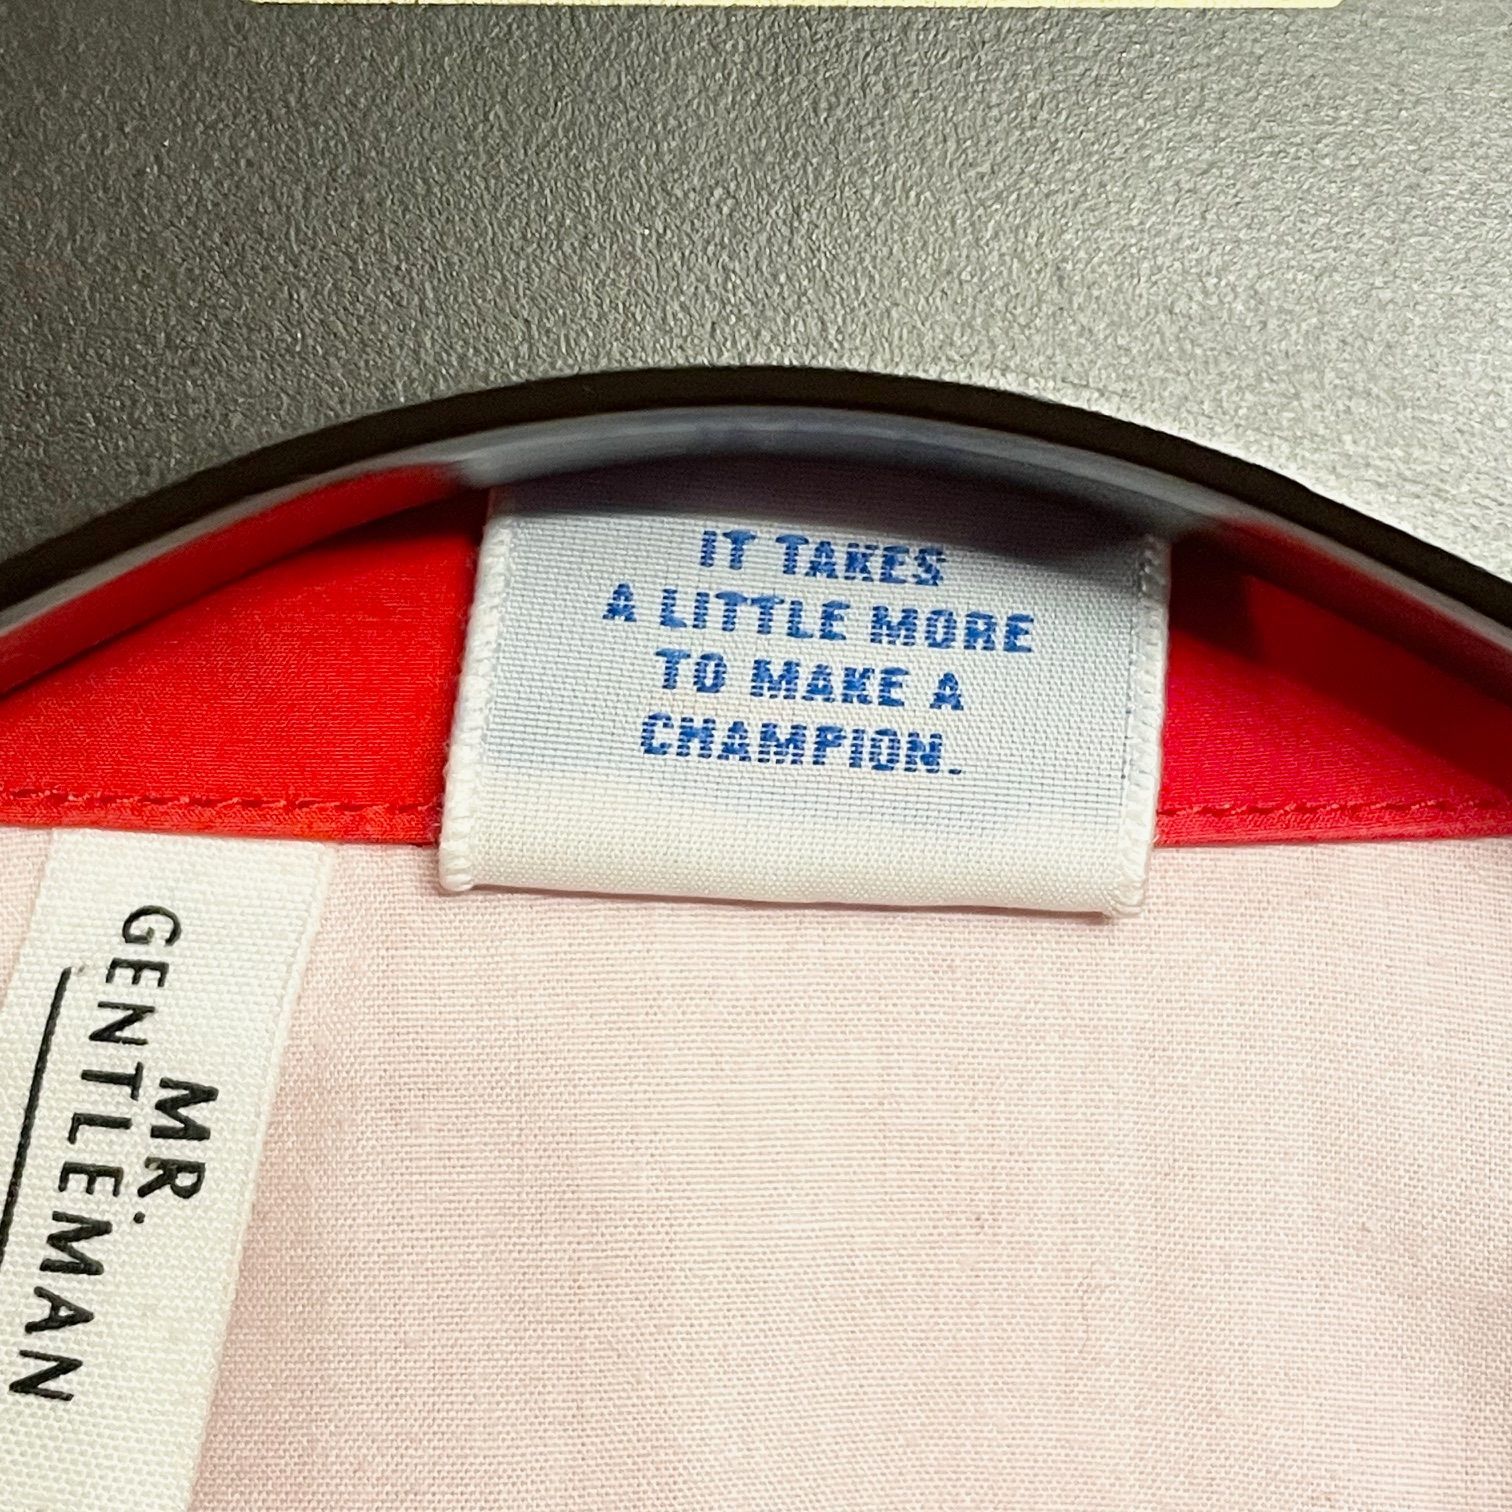 IT TAKES
A LITTLE MORE
TO MAKE A
CHAMPION.
MR.
GENTLEMAN